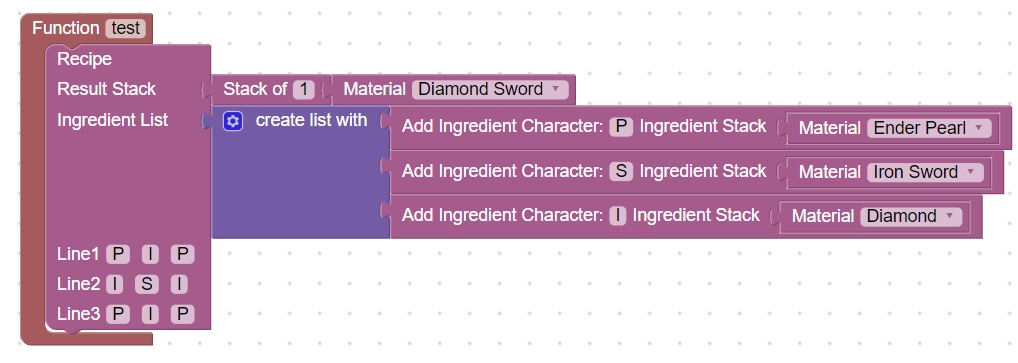 Function test
Recipe
Result Stack Stack of 1 Material Diamond Sword
Ingredient List create list with Add Ingredient Character: P Ingredient Stack Material Ender Pearl
Add Ingredient Character: S Ingredient Stack Material Iron Sword
Add Ingredient Character: I Ingredient Stack Material Diamond
Line1 P I P
Line2 I S I
Line3 P I P